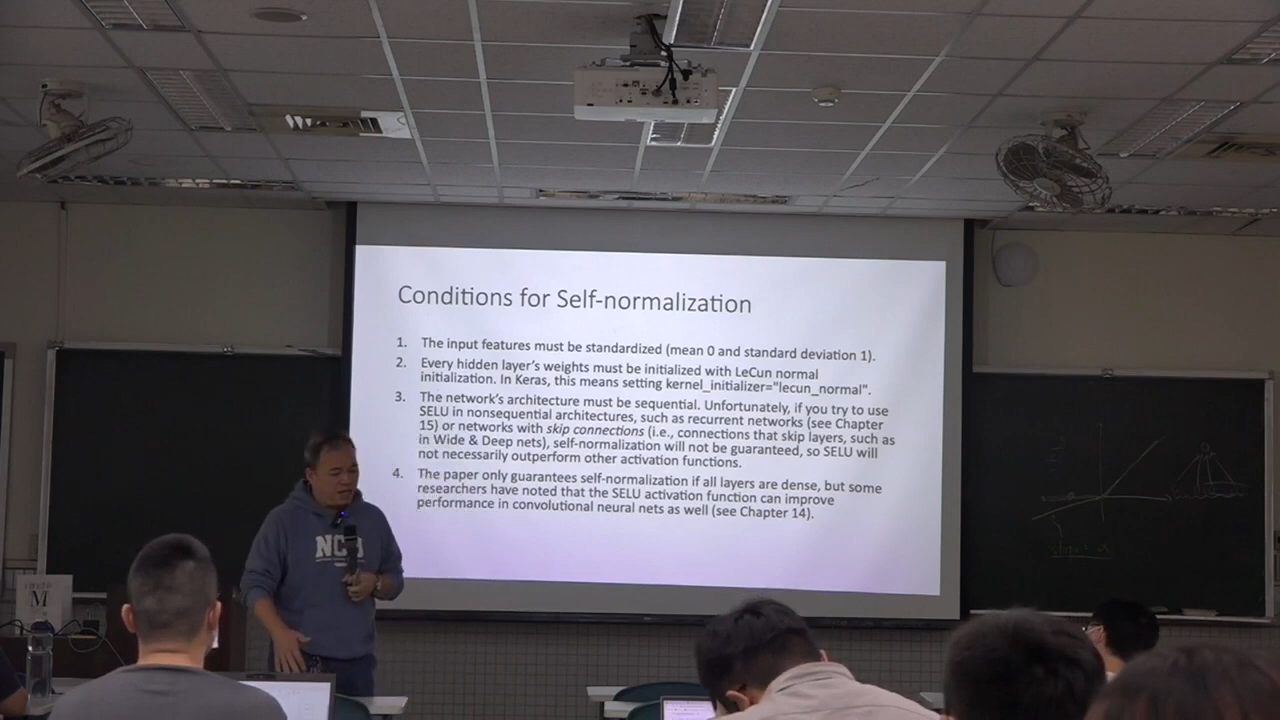 Conditions for Self-normalization
1. The input features must be standardized (mean 0 and standard deviation 1).
2. Every hidden layer's weights must be initialized with LeCun normal
initialization. In Keras, this means setting kernel_initializer="lecun_normal".
3. The network's architecture must be sequential. Unfortunately, if you try to use
SELU in nonsequential architectures, such as recurrent networks (see Chapter
15) or networks with skip connections (i.e., connections that skip layers, such as
in Wide & Deep nets), self-normalization will not be guaranteed, so SELU will
not necessarily outperform other activation functions.
4. The paper only guarantees self-normalization if all layers are dense, but some
researchers have noted that the SELU activation function can improve
performance in convolutional neural nets as well (see Chapter 14).
M